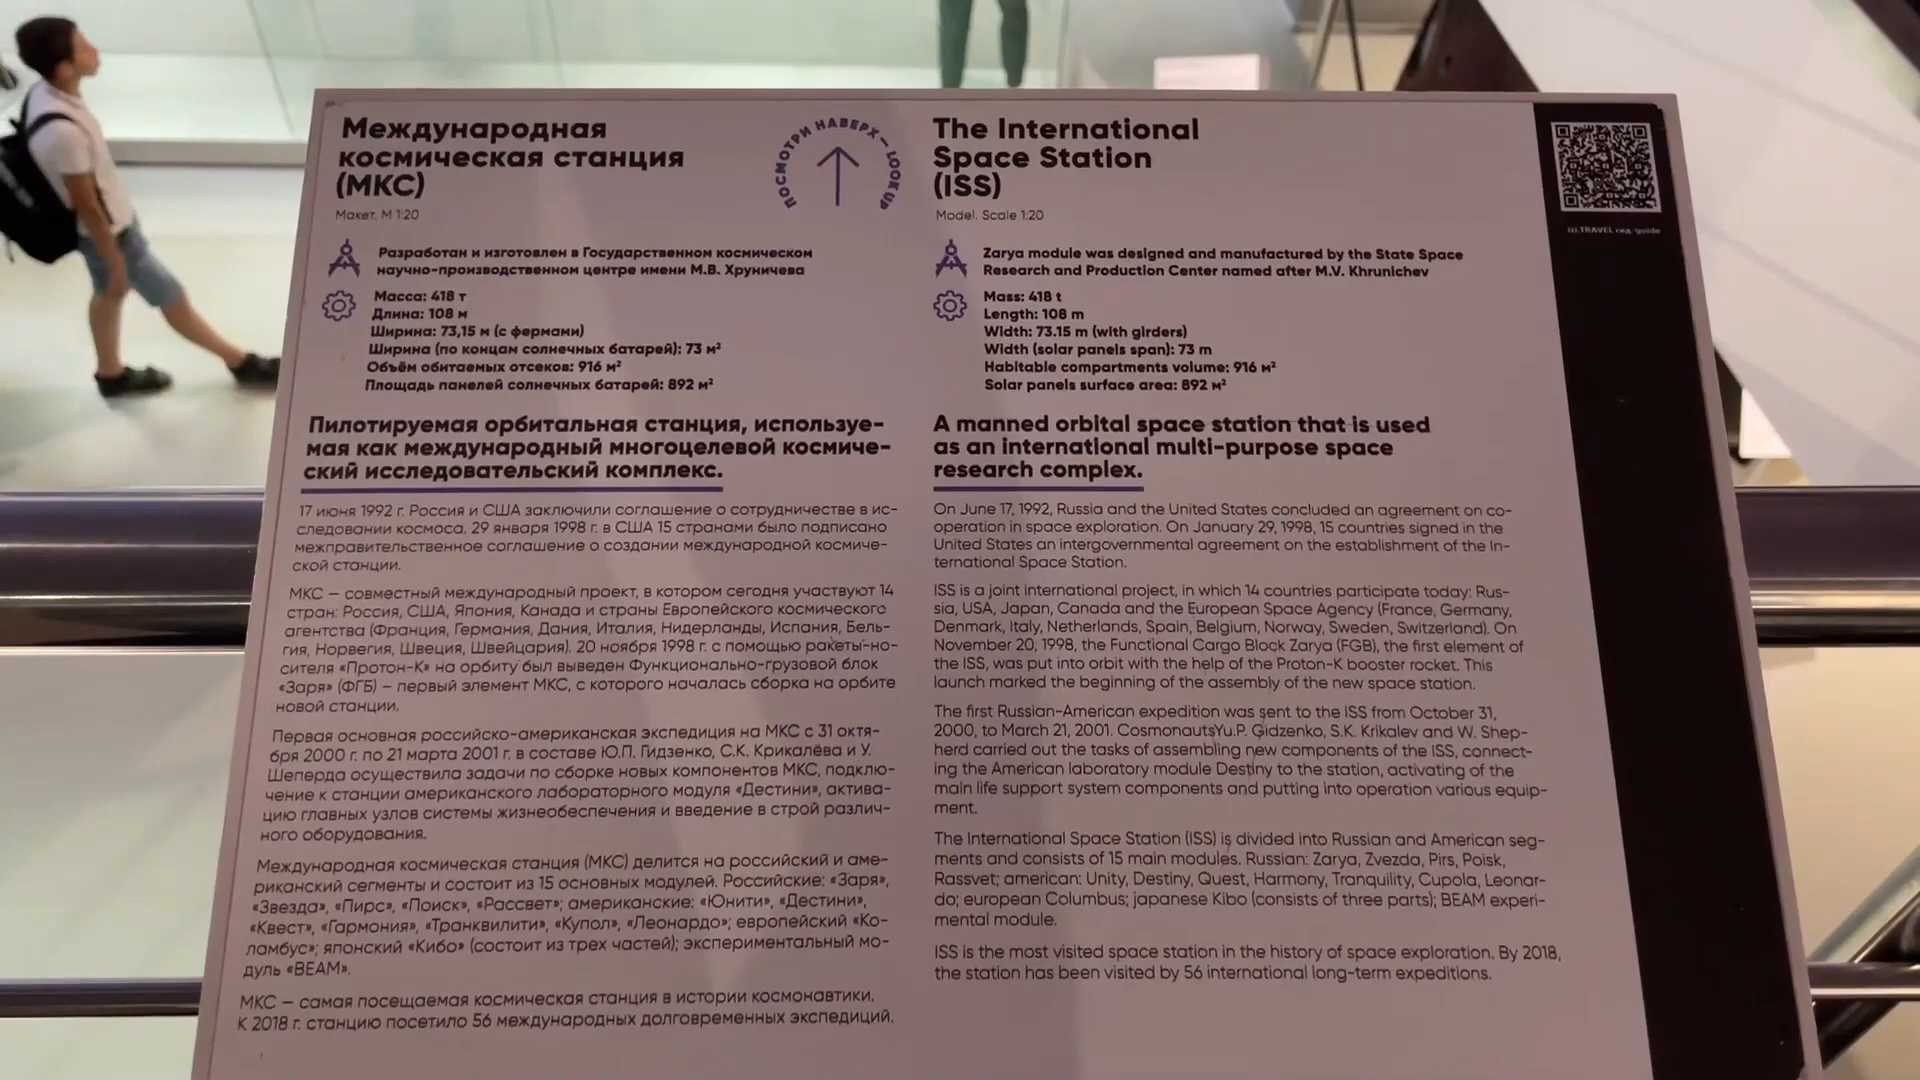 Международная
космическая станция
(МКС)
Макет. М 1:20
ПОСМОТРИ НАВЕРХ — LOOK UP
Разработан и изготовлен в Государственном космическом
научно-производственном центре имени М.В. Хруничева
Масса: 418 т
Длина: 108 м
Ширина: 73,15 м (с фермами)
Ширина (по концам солнечных батарей): 73 м²
Объём обитаемых отсеков: 916 м²
Площадь панелей солнечных батарей: 892 м²
Пилотируемая орбитальная станция, используе-
мая как международный многоцелевой космиче-
ский исследовательский комплекс.
17 июня 1992 г. Россия и США заключили соглашение о сотрудничестве в ис-
следовании космоса. 29 января 1998 г. в США 15 странами было подписано
межправительственное соглашение о создании международной космиче-
ской станции.
МКС — совместный международный проект, в котором сегодня участвуют 14
стран: Россия, США, Япония, Канада и страны Европейского космического
агентства (Франция, Германия, Дания, Италия, Нидерланды, Испания, Бель-
гия, Норвегия, Швеция, Швейцария). 20 ноября 1998 г. с помощью ракеты-но-
сителя «Протон-К» на орбиту был выведен Функционально-грузовой блок
«Заря» (ФГБ) – первый элемент МКС, с которого началась сборка на орбите
новой станции.
Первая основная российско-американская экспедиция на МКС с 31 октя-
бря 2000 г. по 21 марта 2001 г. в составе Ю.П. Гидзенко, С.К. Крикалёва и У.
Шеперда осуществила задачи по сборке новых компонентов МКС, подклю-
чение к станции американского лабораторного модуля «Дестини», актива-
цию главных узлов системы жизнеобеспечения и введение в строй различ-
ного оборудования.
Международная космическая станция (МКС) делится на российский и аме-
риканский сегменты и состоит из 15 основных модулей. Российские: «Заря»,
«Звезда», «Пирс», «Поиск», «Рассвет»; американские: «Юнити», «Дестини»,
«Квест», «Гармония», «Транквилити», «Купол», «Леонардо»; европейский «Ко-
ламбус»; японский «Кибо» (состоит из трех частей); экспериментальный мо-
дуль «BEAM».
МКС — самая посещаемая космическая станция в истории космонавтики.
К 2018 г. станцию посетило 56 международных долговременных экспедиций.
The International
Space Station
(ISS)
Model. Scale 1:20
Zarya module was designed and manufactured by the State Space
Research and Production Center named after M.V. Khrunichev
Mass: 418 t
Length: 108 m
Width: 73.15 m (with girders)
Width (solar panels span): 73 m
Habitable compartments volume: 916 м²
Solar panels surface area: 892 м²
A manned orbital space station that is used
as an international multi-purpose space
research complex.
On June 17, 1992, Russia and the United States concluded an agreement on co-
operation in space exploration. On January 29, 1998, 15 countries signed in the
United States an intergovernmental agreement on the establishment of the In-
ternational Space Station.
ISS is a joint international project, in which 14 countries participate today: Rus-
sia, USA, Japan, Canada and the European Space Agency (France, Germany,
Denmark, Italy, Netherlands, Spain, Belgium, Norway, Sweden, Switzerland). On
November 20, 1998, the Functional Cargo Block Zarya (FGB), the first element of
the ISS, was put into orbit with the help of the Proton-K booster rocket. This
launch marked the beginning of the assembly of the new space station.
The first Russian-American expedition was sent to the ISS from October 31,
2000, to March 21, 2001. CosmonautsYu.P. Gidzenko, S.K. Krikalev and W. Shep-
herd carried out the tasks of assembling new components of the ISS, connect-
ing the American laboratory module Destiny to the station, activating of the
main life support system components and putting into operation various equip-
ment.
The International Space Station (ISS) is divided into Russian and American seg-
ments and consists of 15 main modules. Russian: Zarya, Zvezda, Pirs, Poisk,
Rassvet; american: Unity, Destiny, Quest, Harmony, Tranquility, Cupola, Leonar-
do; european Columbus; japanese Kibo (consists of three parts); BEAM experi-
mental module.
ISS is the most visited space station in the history of space exploration. By 2018,
the station has been visited by 56 international long-term expeditions.
izi.TRAVEL гид-guide